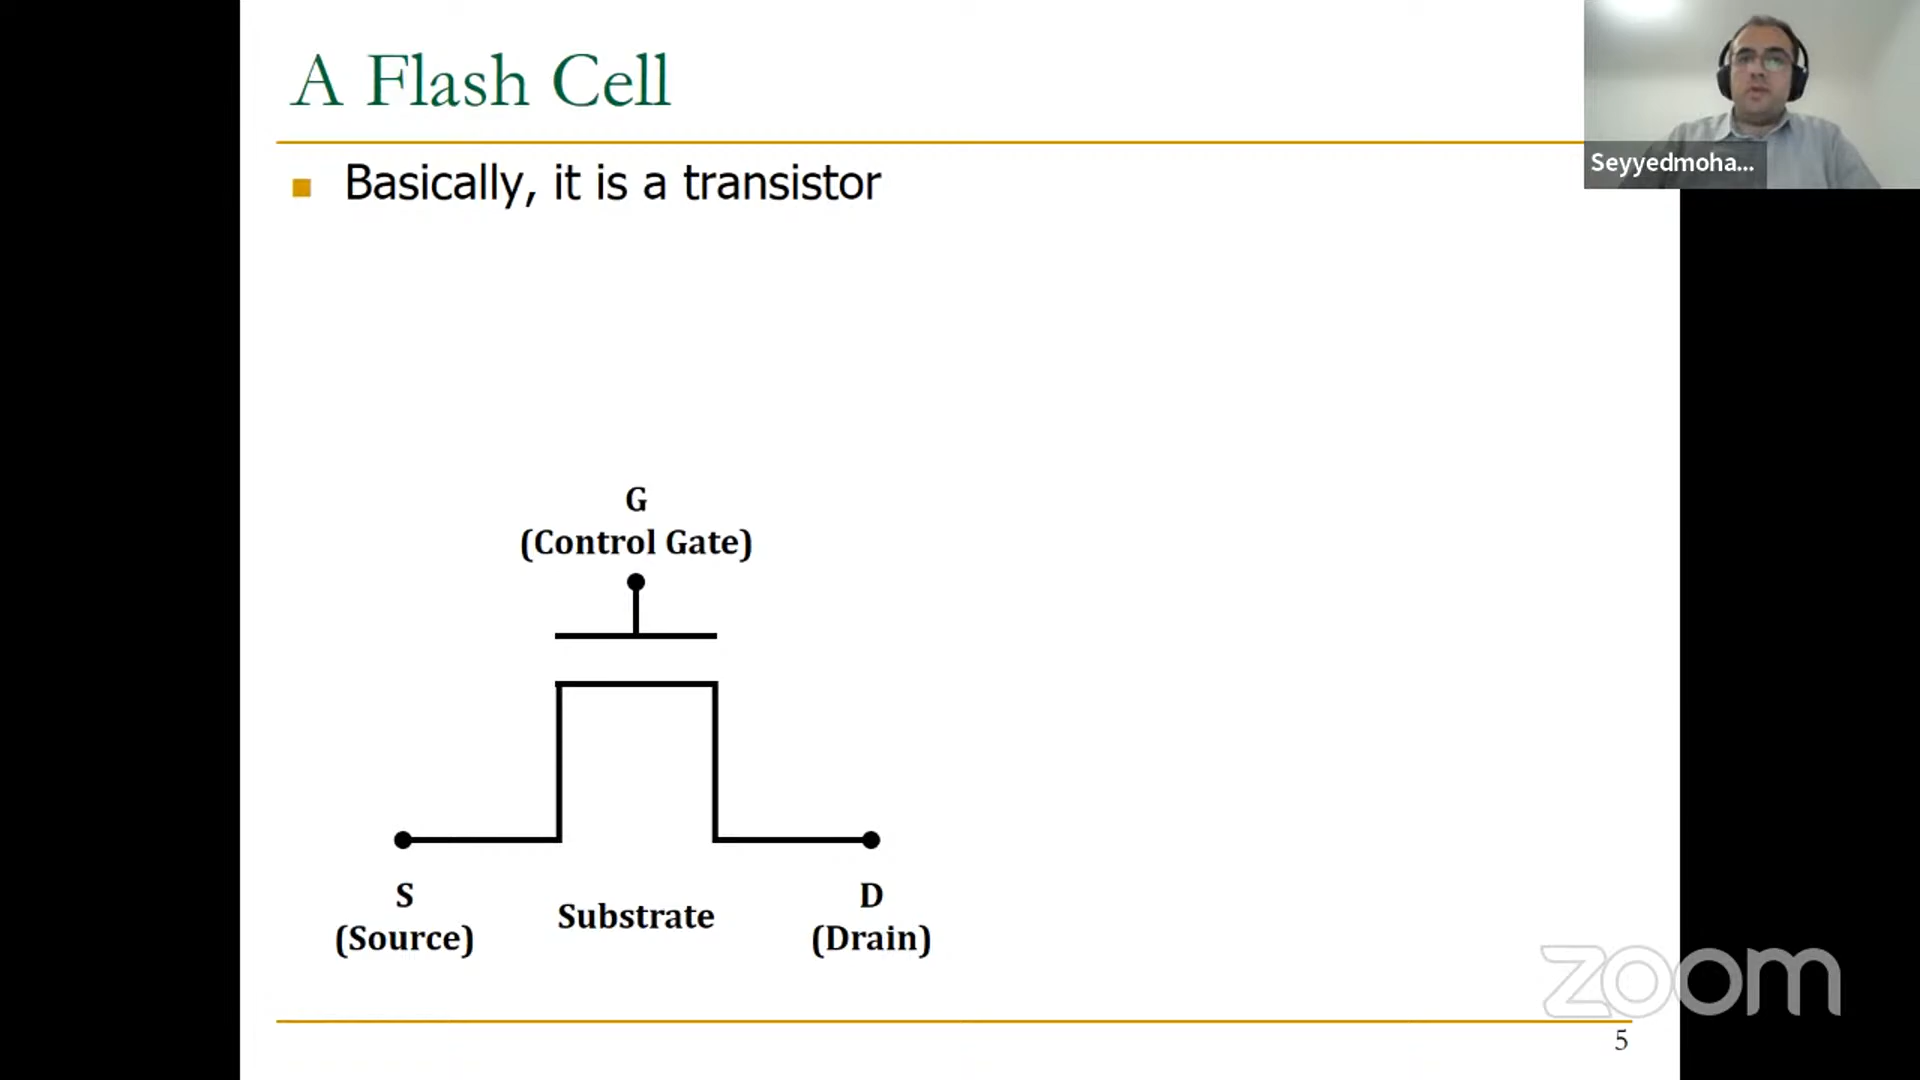 A Flash Cell
Seyyedmoha...
Basically, it is a transistor
G
(Control Gate)
S
(Source)
Substrate
D
(Drain)
zoom
5